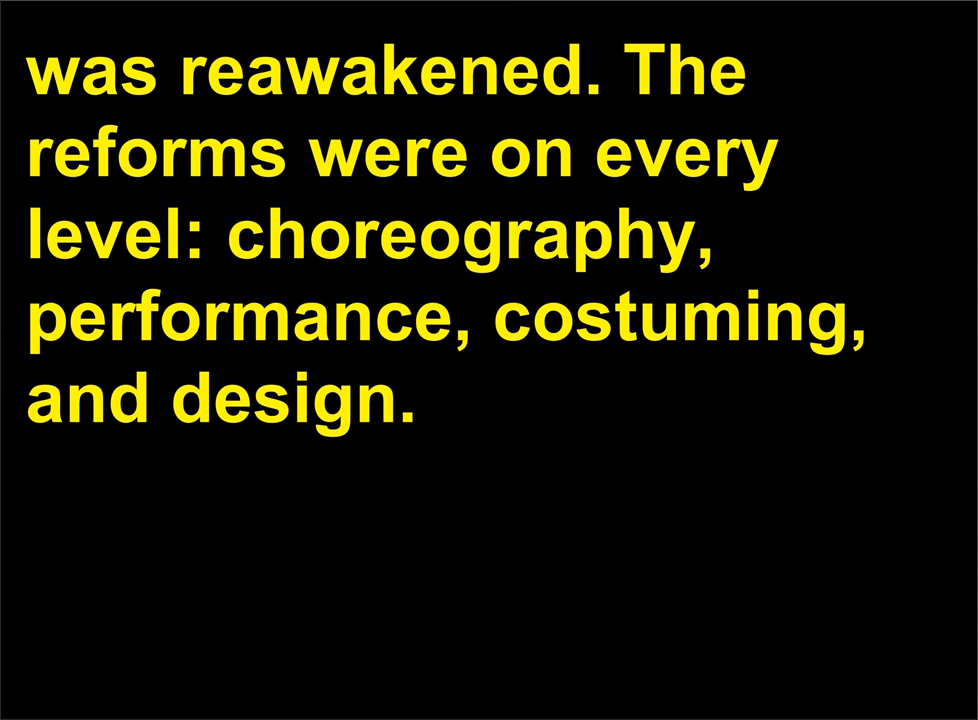 was reawakened. The
reforms were on every
level: choreography,
performance, costuming,
and design.